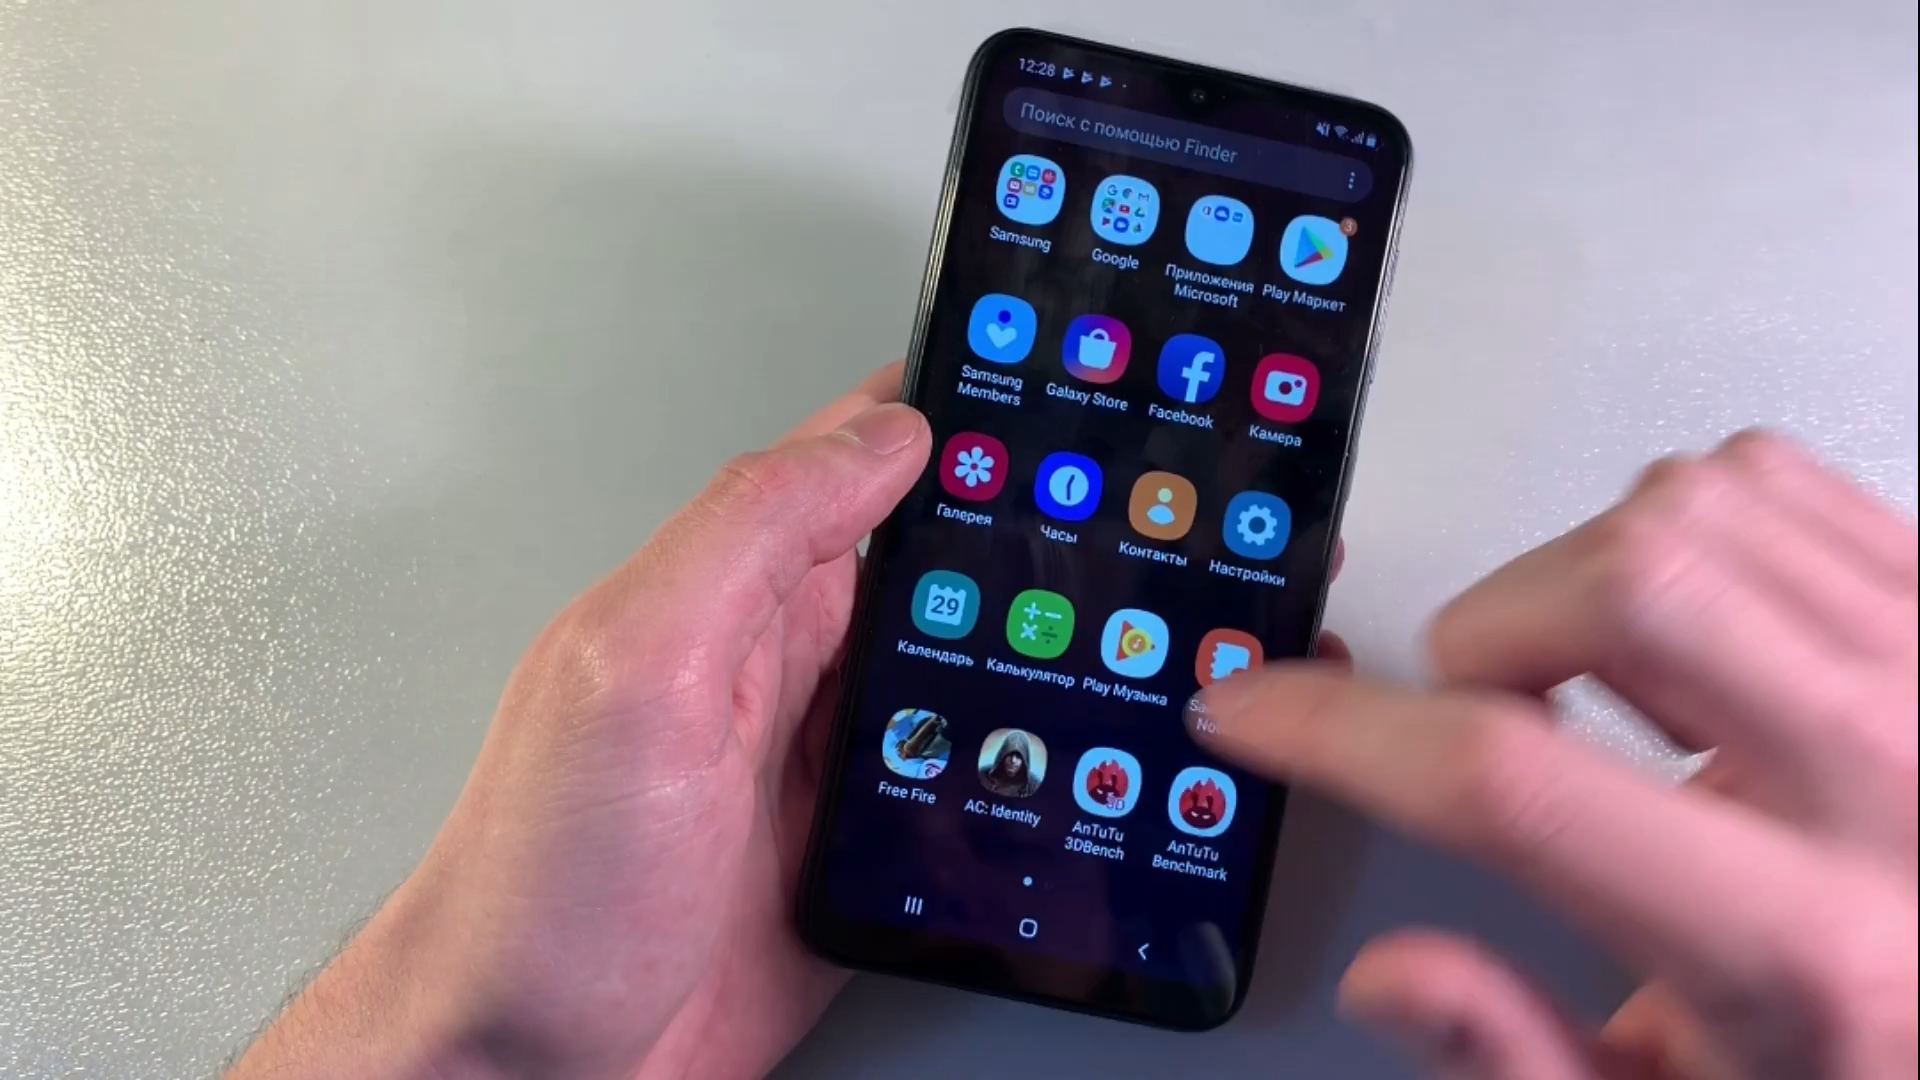 12:28
Поиск с помощью Finder
3
Samsung
Google
Приложения
Microsoft
Play Маркет
Samsung
Members
Galaxy Store
Facebook
Камера
Галерея
Часы
Контакты
Настройки
29
Календарь
Калькулятор
Play Музыка
Free Fire
AC: Identity
AnTuTu
3DBench
AnTuTu
Benchmark